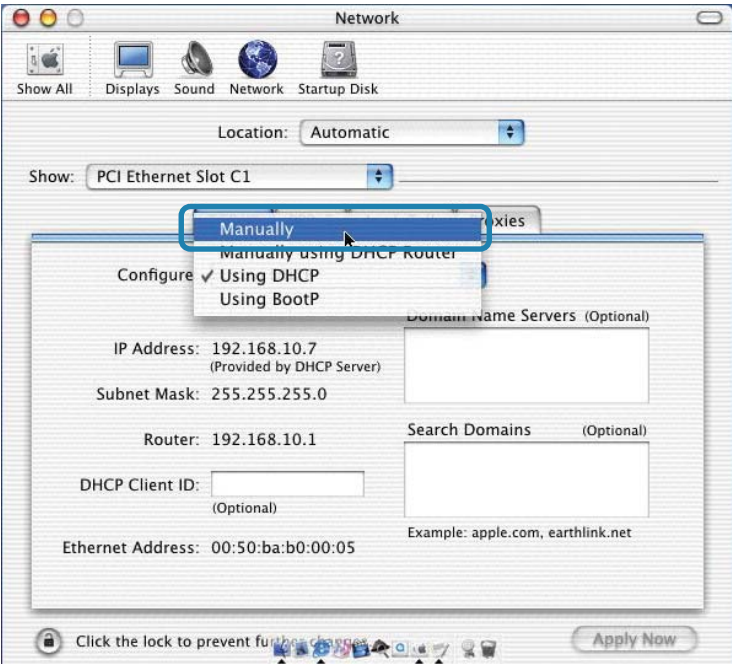 Network
Show All Displays Sound Network Startup Disk
Location: Automatic
Show: PCI Ethernet Slot C1
Proxies
Manually
Manually using DHCP Router
Configure ✓ Using DHCP
Using BootP
Domain Name Servers (Optional)
IP Address: 192.168.10.7
(Provided by DHCP Server)
Subnet Mask: 255.255.255.0
Router: 192.168.10.1
Search Domains (Optional)
DHCP Client ID:
(Optional)
Example: apple.com, earthlink.net
Ethernet Address: 00:50:ba:b0:00:05
Click the lock to prevent further changes.
Apply Now